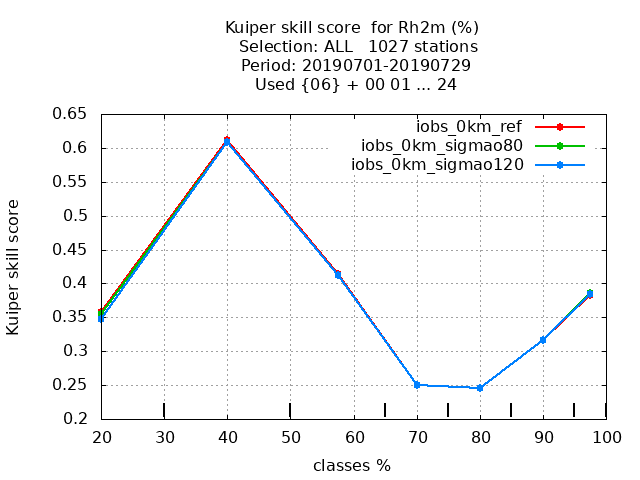 Kuiper skill score  for Rh2m (%)
Selection: ALL   1027 stations
Period: 20190701-20190729
Used {06} + 00 01 ... 24
iobs_0km_ref
iobs_0km_sigmao80
iobs_0km_sigmao120
Kuiper skill score
0.65
0.6
0.55
0.5
0.45
0.4
0.35
0.3
0.25
0.2
20 30 40 50 60 70 80 90 100
classes %